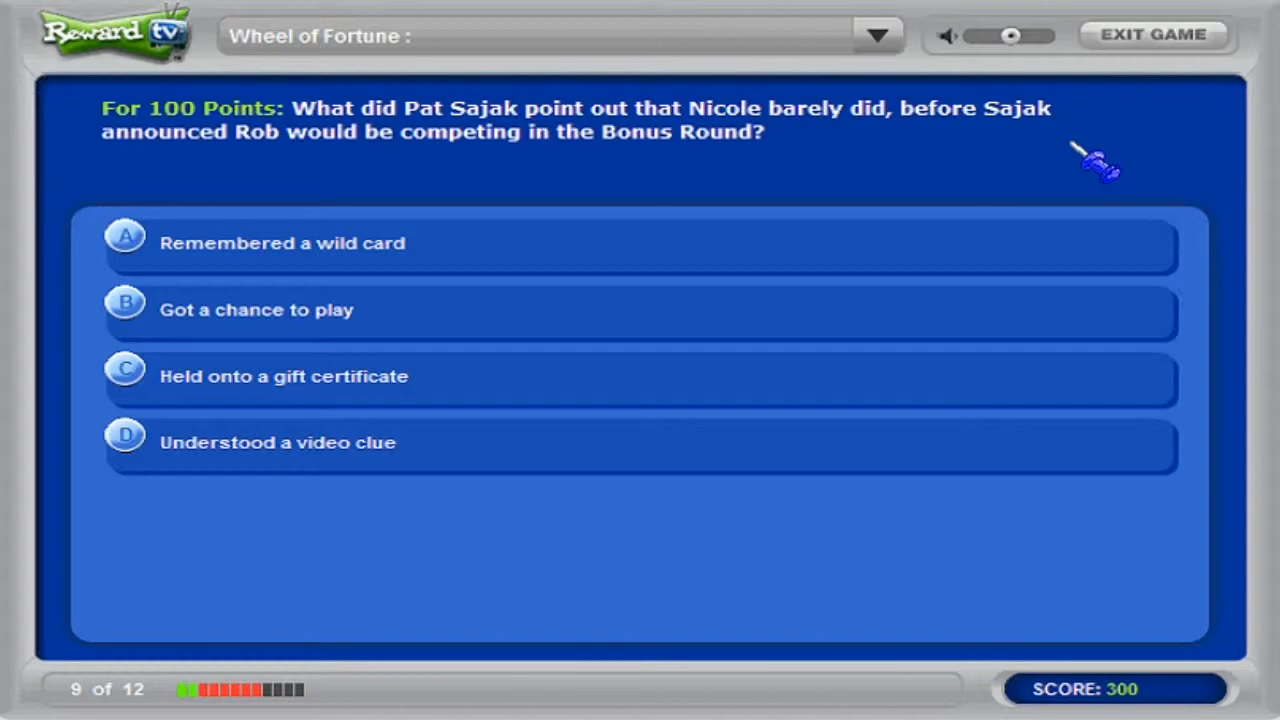 Reward tv
Wheel of Fortune :
EXIT GAME
For 100 Points: What did Pat Sajak point out that Nicole barely did, before Sajak
announced Rob would be competing in the Bonus Round?
A Remembered a wild card
B Got a chance to play
C Held onto a gift certificate
D Understood a video clue
9 of 12
SCORE: 300